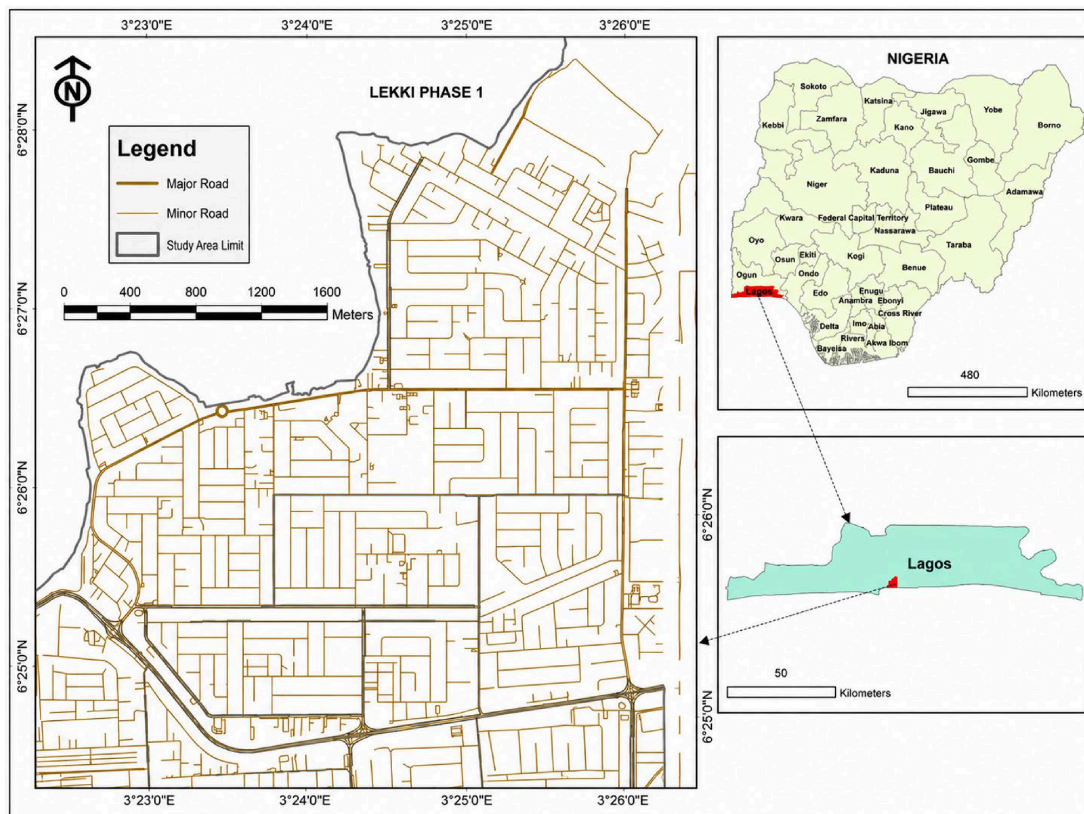 3°23'0"E 3°24'0"E 3°25'0"E 3°26'0"E
N
LEKKI PHASE 1
Legend
Major Road
Minor Road
Study Area Limit
0 400 800 1200 1600
Meters
6°28'0"N
6°27'0"N
6°26'0"N
6°25'0"N
6°26'0"N
6°25'0"N
3°23'0"E 3°24'0"E 3°25'0"E 3°26'0"E
NIGERIA
Sokoto
Katsina
Jigawa
Yobe
Zamfara
Kebbi
Kano
Borno
Gombe
Kaduna
Bauchi
Niger
Adamawa
Plateau
Kwara
Federal Capital Territory
Nassarawa
Oyo
Taraba
Osun
Ekiti
Kogi
Benue
Ogun
Ondo
Lagos
Edo
Enugu
Anambra
Ebonyi
Cross River
Delta
Imo
Abia
Rivers
Akwa Ibom
Bayelsa
480
Kilometers
Lagos
50
Kilometers